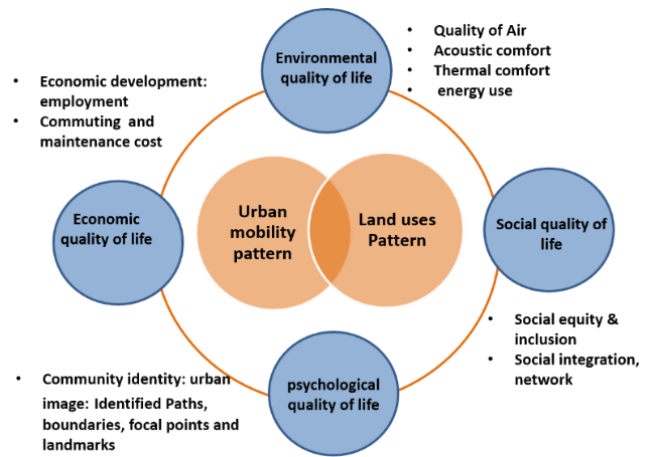 Environmental
quality of life
• Quality of Air
• Acoustic comfort
• Thermal comfort
• energy use
• Economic development:
employment
• Commuting and
maintenance cost
Urban
mobility
pattern
Land uses
Pattern
Economic
quality of life
Social quality of
life
• Social equity &
inclusion
• Social integration,
network
psychological
quality of life
• Community identity: urban
image: Identified Paths,
boundaries, focal points and
landmarks